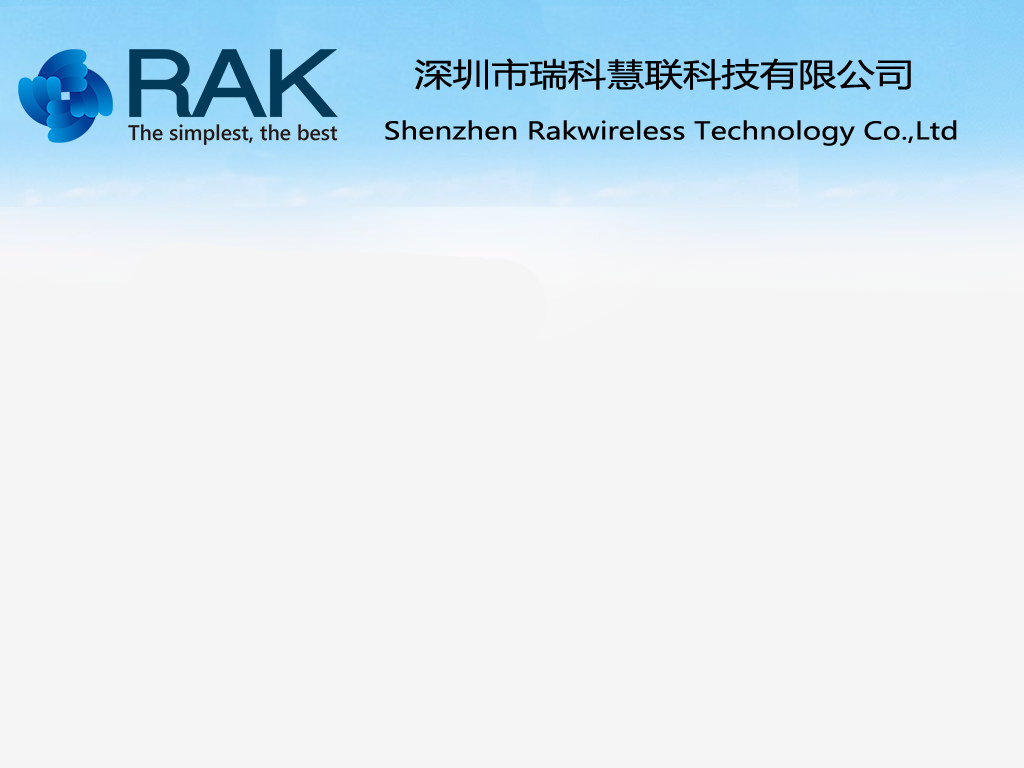 RAK
The simplest, the best
深圳市瑞科慧联科技有限公司
Shenzhen Rakwireless Technology Co.,Ltd